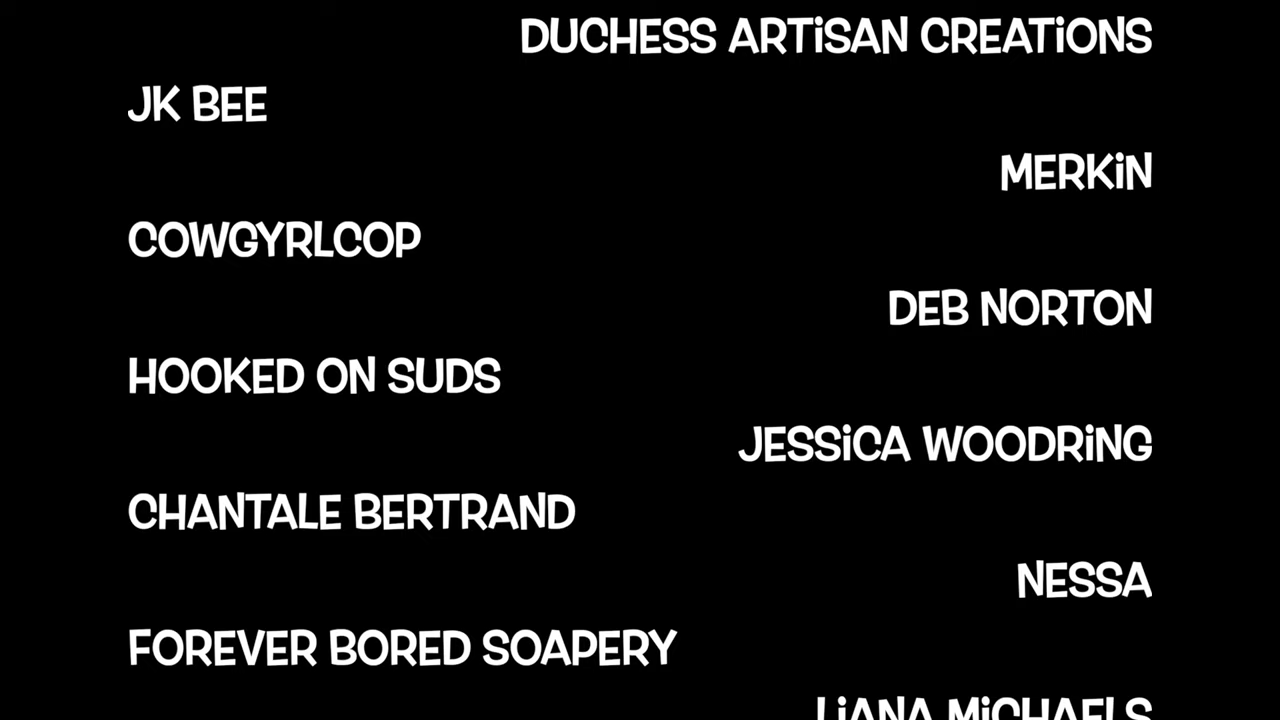 DUCHESS ARTiSAN CREATiONS
JK BEE
MERKiN
COWGYRLCOP
DEB NORTON
HOOKED ON SUDS
JESSiCA WOODRiNG
CHANTALE BERTRAND
NESSA
FOREVER BORED SOAPERY
LiANA MiCHAELS